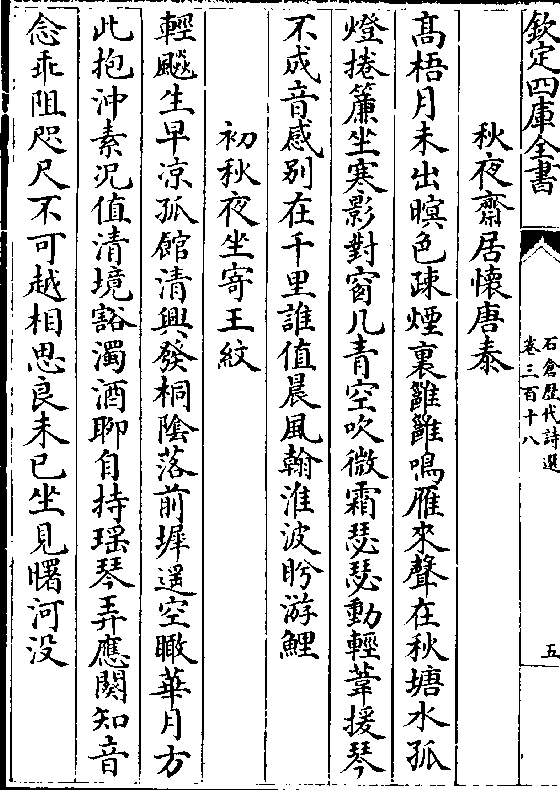 欽定四庫全書
石倉歷代詩選
卷三百十八
五
秋夜齋居懷唐泰
髙梧月未出暝色疎煙裏雝雝鳴雁來聲在秋塘水孤
燈捲簾坐寒影對窗几青空吹微霜瑟瑟動輕葦援琴
不成音感别在千里誰值晨風翰淮波盻游鯉
初秋夜坐寄王紋
輕飈生早凉孤館清興發桐隂落前墀遥空瞰華月方
此抱沖素况值清境豁濁酒聊自持瑶琴弄應闋知音
念乖阻咫尺不可越相思良未已坐見曙河没